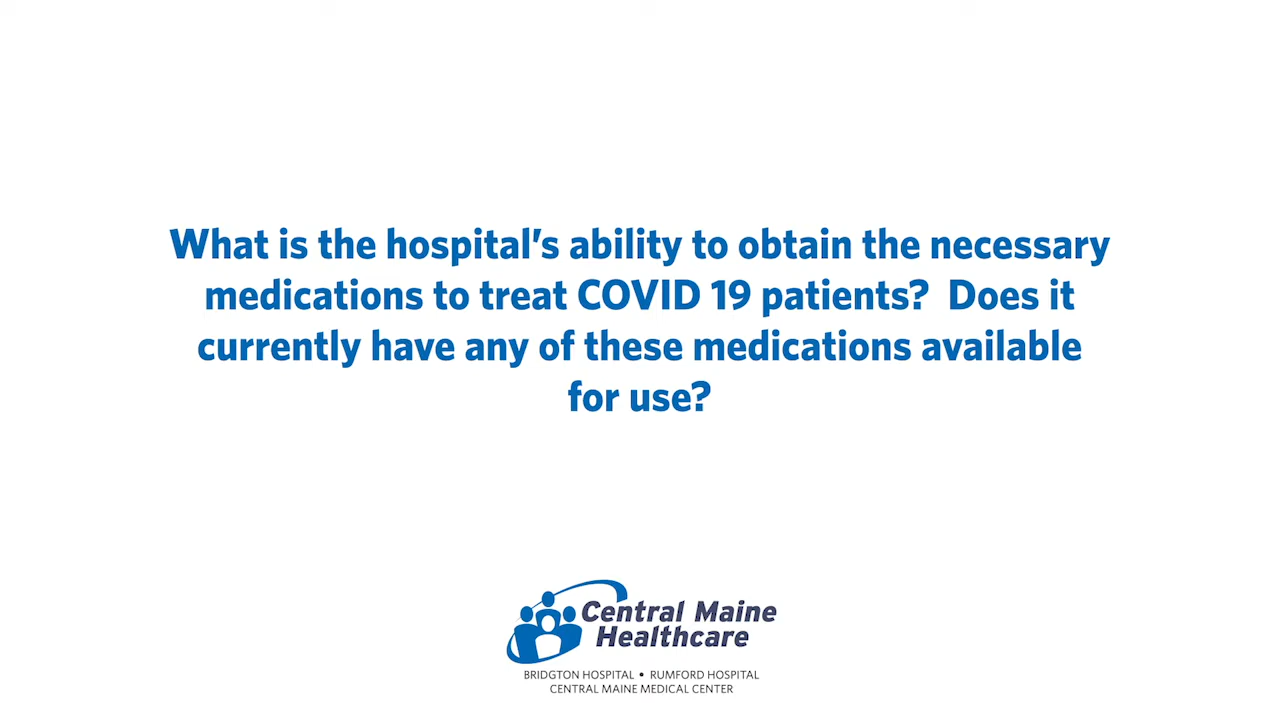 What is the hospital's ability to obtain the necessary
medications to treat COVID 19 patients?  Does it
currently have any of these medications available
for use?
Central Maine
Healthcare
BRIDGTON HOSPITAL • RUMFORD HOSPITAL
CENTRAL MAINE MEDICAL CENTER